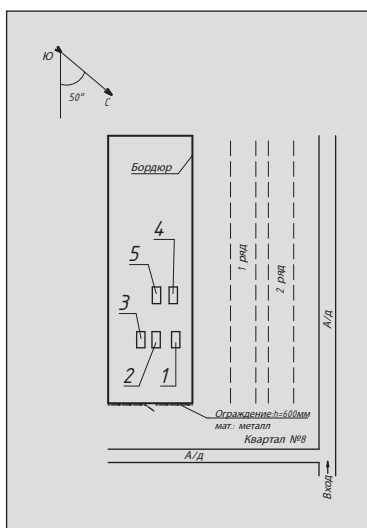 Ю
50°
С
Бордюр
4
5
1 ряд
2 ряд
А/д
3
2
1
Ограждение:h=600мм
мат.: металл
Квартал №8
А/д
Вход